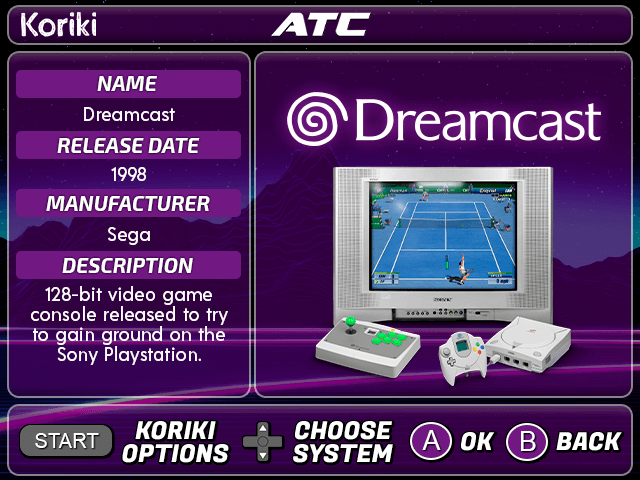 Koriki
ATC
NAME
Dreamcast
RELEASE DATE
1998
MANUFACTURER
Sega
DESCRIPTION
128-bit video game
console released to try
to gain ground on the
Sony Playstation.
Dreamcast
SONY
START
KORIKI
OPTIONS
CHOOSE
SYSTEM
A OK
B BACK